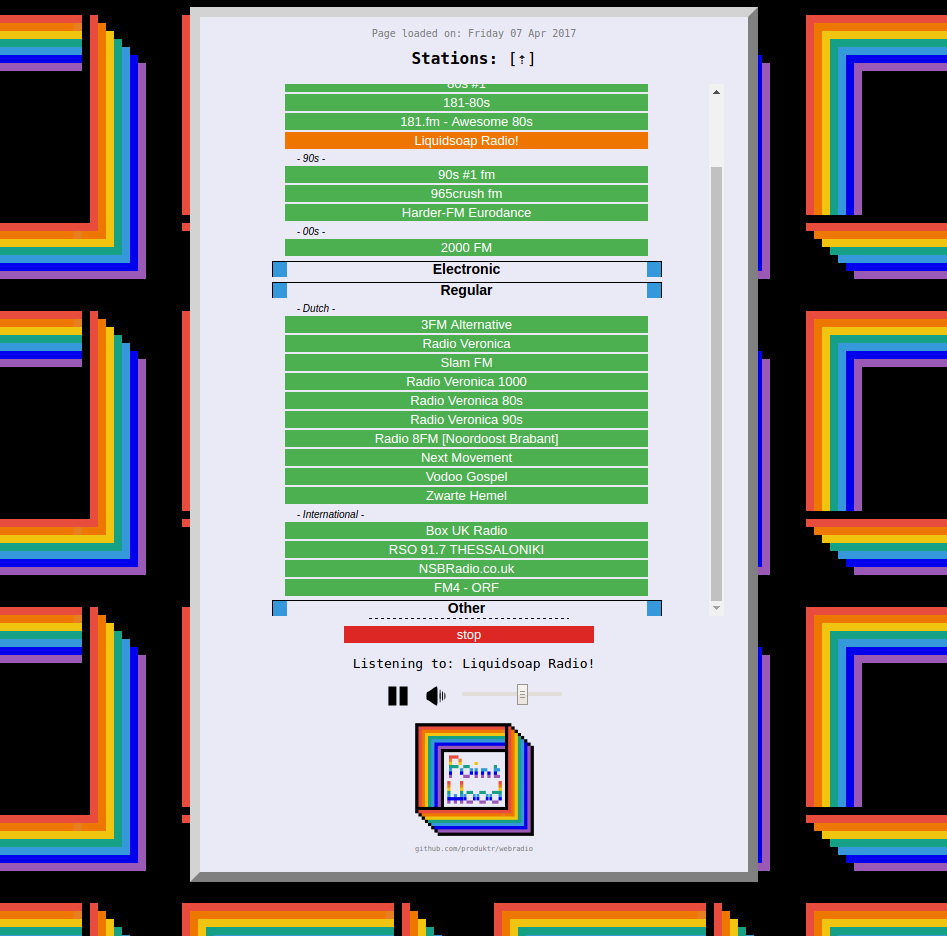 Page loaded on: Friday 07 Apr 2017
Stations: [↑]
80s #1
181-80s
181.fm - Awesome 80s
Liquidsoap Radio!
- 90s -
90s #1 fm
965crush fm
Harder-FM Eurodance
- 00s -
2000 FM
Electronic
Regular
- Dutch -
3FM Alternative
Radio Veronica
Slam FM
Radio Veronica 1000
Radio Veronica 80s
Radio Veronica 90s
Radio 8FM [Noordoost Brabant]
Next Movement
Vodoo Gospel
Zwarte Hemel
- International -
Box UK Radio
RSO 91.7 THESSALONIKI
NSBRadio.co.uk
FM4 - ORF
Other
stop
Listening to: Liquidsoap Radio!
github.com/produktr/webradio